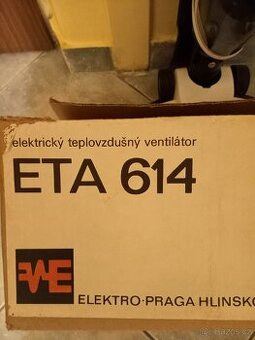 elektrický teplovzdušný ventilátor
ETA 614
ELEKTRO·PRAGA HLINSKO